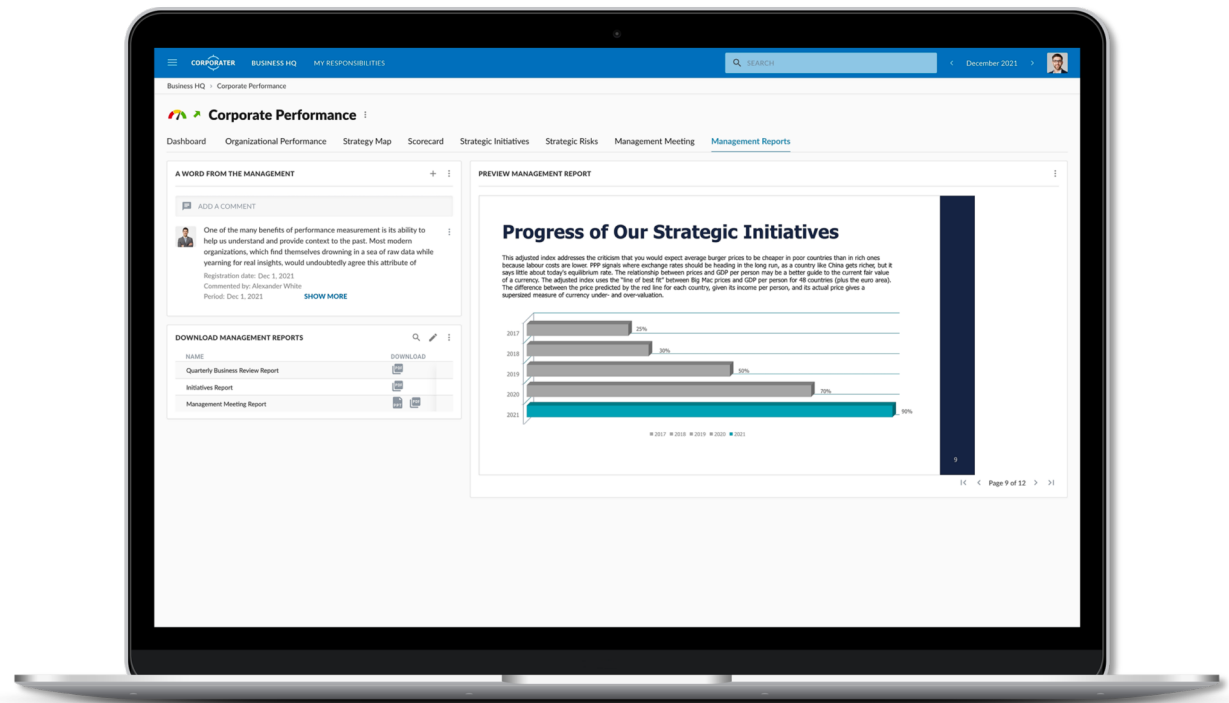 CORPORATER
BUSINESS HQ
MY RESPONSIBILITIES
SEARCH
December 2021
Business HQ › Corporate Performance
Corporate Performance
Dashboard
Organizational Performance
Strategy Map
Scorecard
Strategic Initiatives
Strategic Risks
Management Meeting
Management Reports
A WORD FROM THE MANAGEMENT
ADD A COMMENT
One of the many benefits of performance measurement is its ability to
help us understand and provide context to the past. Most modern
organizations, which find themselves drowning in a sea of raw data while
yearning for real insights, would undoubtedly agree this attribute of
Registration date: Dec 1, 2021
Commented by: Alexander White
Period: Dec 1, 2021
SHOW MORE
DOWNLOAD MANAGEMENT REPORTS
NAME
DOWNLOAD
Quarterly Business Review Report
Initiatives Report
Management Meeting Report
PREVIEW MANAGEMENT REPORT
Progress of Our Strategic Initiatives
This adjusted index addresses the criticism that you would expect average burger prices to be cheaper in poor countries than in rich ones
because labour costs are lower. PPP signals where exchange rates should be heading in the long run, as a country like China gets richer, but it
says little about today's equilibrium rate. The relationship between prices and GDP per person may be a better guide to the current fair value
of a currency. The adjusted index uses the "line of best fit" between Big Mac prices and GDP per person for 48 countries (plus the euro area).
The difference between the price predicted by the red line for each country, given its income per person, and its actual price gives a
supersized measure of currency under- and over-valuation.
2017
25%
2018
30%
2019
50%
2020
70%
2021
90%
2017 2018 2019 2020 2021
9
Page 9 of 12